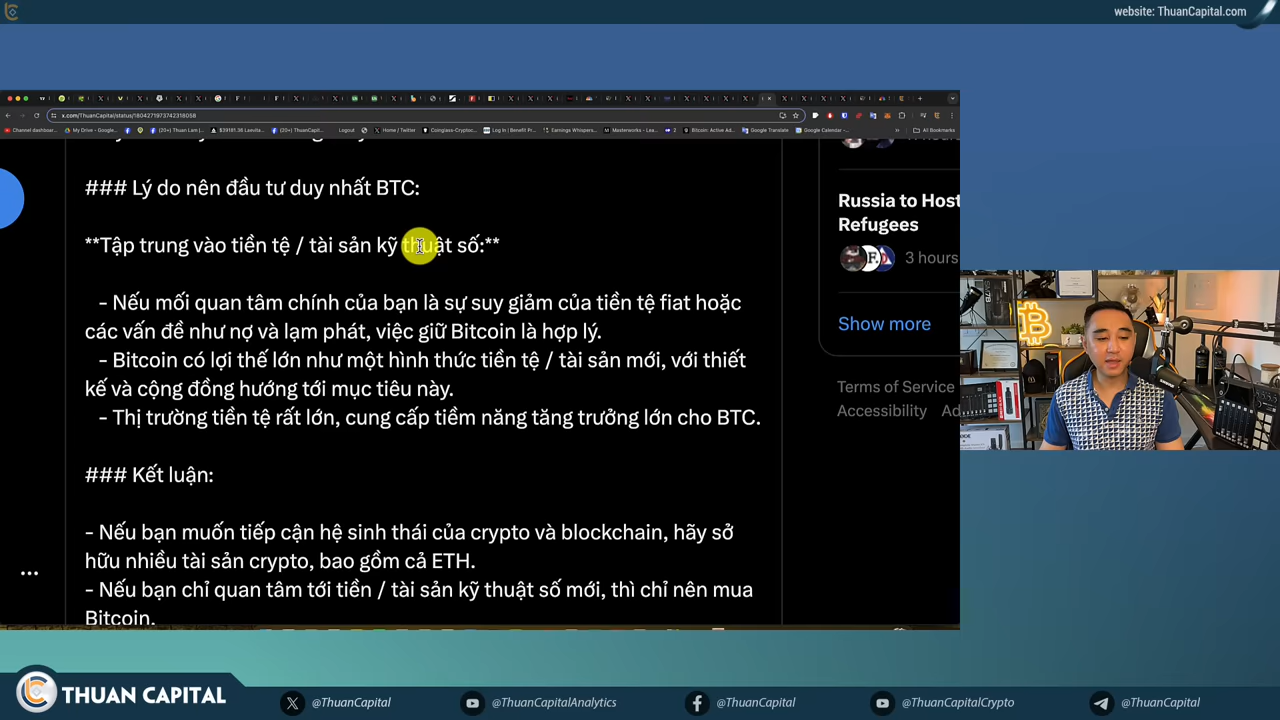 website: ThuanCapital.com
x.com/ThuanCapital/status/1804271973742318058
### Lý do nên đầu tư duy nhất BTC:
**Tập trung vào tiền tệ / tài sản kỹ thuật số:**
- Nếu mối quan tâm chính của bạn là sự suy giảm của tiền tệ fiat hoặc
các vấn đề như nợ và lạm phát, việc giữ Bitcoin là hợp lý.
- Bitcoin có lợi thế lớn như một hình thức tiền tệ / tài sản mới, với thiết
kế và cộng đồng hướng tới mục tiêu này.
- Thị trường tiền tệ rất lớn, cung cấp tiềm năng tăng trưởng lớn cho BTC.
### Kết luận:
- Nếu bạn muốn tiếp cận hệ sinh thái của crypto và blockchain, hãy sở
hữu nhiều tài sản crypto, bao gồm cả ETH.
- Nếu bạn chỉ quan tâm tới tiền / tài sản kỹ thuật số mới, thì chỉ nên mua
Bitcoin.
Russia to Host
Refugees
3 hours
Show more
Terms of Service
Accessibility
THUAN CAPITAL
@ThuanCapital
@ThuanCapitalAnalytics
@ThuanCapital
@ThuanCapitalCrypto
@ThuanCapital